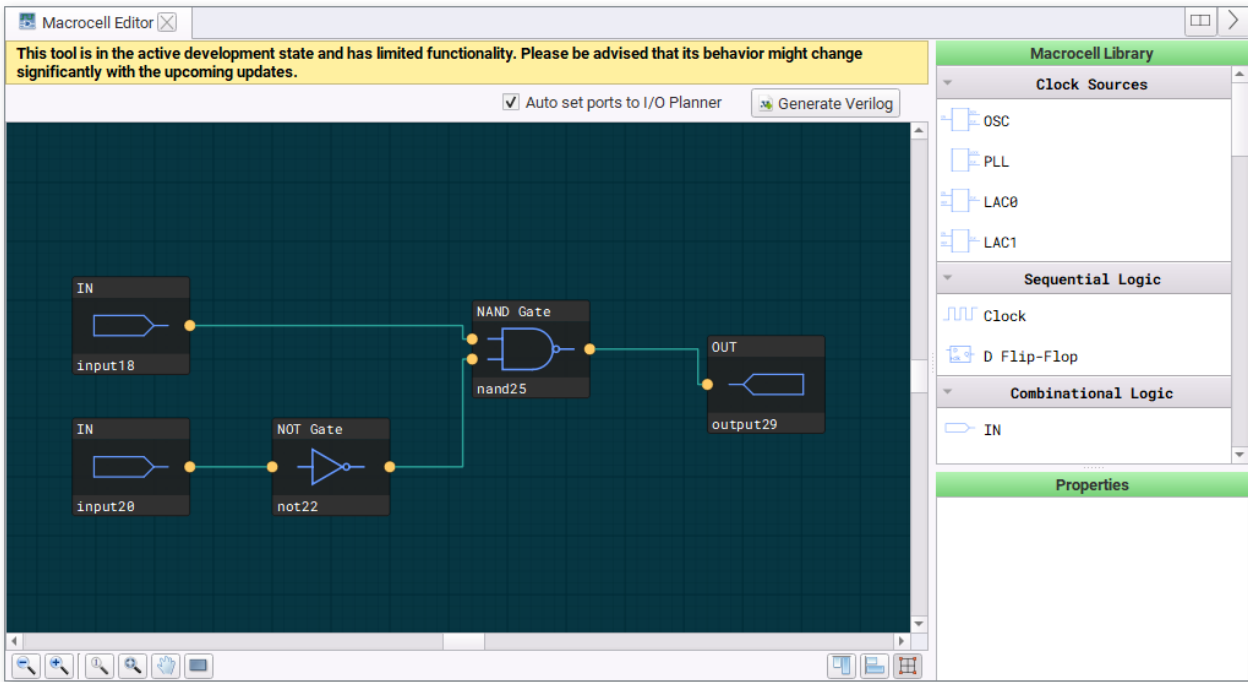 Macrocell Editor
This tool is in the active development state and has limited functionality. Please be advised that its behavior might change
significantly with the upcoming updates.
Auto set ports to I/O Planner
Generate Verilog
IN
input18
IN
input20
NOT Gate
not22
NAND Gate
nand25
OUT
output29
Macrocell Library
Clock Sources
OSC
PLL
LAC0
LAC1
Sequential Logic
Clock
D Flip-Flop
Combinational Logic
IN
Properties